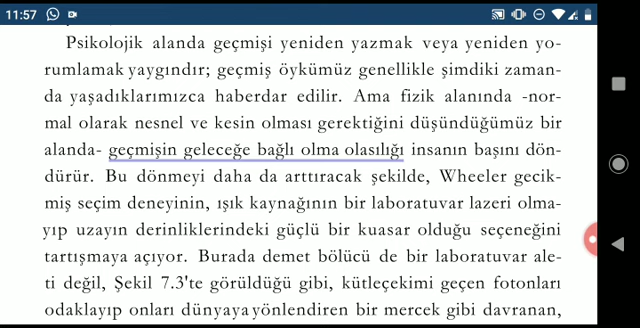 11:57
Psikolojik alanda geçmişi yeniden yazmak veya yeniden yo-
rumlamak yaygındır; geçmiş öykümüz genellikle şimdiki zaman-
da yaşadıklarımızca haberdar edilir. Ama fizik alanında -nor-
mal olarak nesnel ve kesin olması gerektiğini düşündüğümüz bir
alanda- geçmişin geleceğe bağlı olma olasılığı insanın başını dön-
dürür. Bu dönmeyi daha da arttıracak şekilde, Wheeler gecik-
miş seçim deneyinin, ışık kaynağının bir laboratuvar lazeri olma-
yıp uzayın derinliklerindeki güçlü bir kuasar olduğu seçeneğini
tartışmaya açıyor. Burada demet bölücü de bir laboratuvar ale-
ti değil, Şekil 7.3'te görüldüğü gibi, kütleçekimi geçen fotonları
odaklayıp onları dünyaya yönlendiren bir mercek gibi davranan,